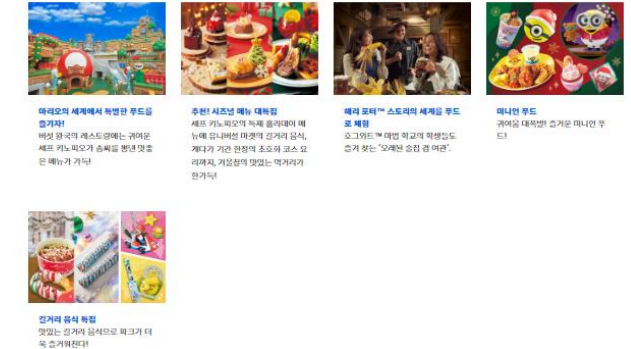 마리오의 세계에서 특별한 푸드를
즐기자!
버섯 왕국의 레스토랑에는 귀여운
셰프 키노피오가 솜씨를 뽐낸 맛좋
은 메뉴가 가득!
추천! 시즈널 메뉴 대특집
셰프 키노피오의 특제 홀리데이 메
뉴에 유니버설 마켓의 길거리 음식,
게다가 기간 한정의 초호화 코스 요
리까지, 겨울철의 맛있는 먹거리가
한가득!
해리 포터™ 스토리의 세계를 푸드
로 체험
호그와트™ 마법 학교의 학생들도
즐겨 찾는 "오래된 술집 겸 여관".
미니언 푸드
귀여움 대폭발! 즐거운 미니언 푸
드!
길거리 음식 특집
맛있는 길거리 음식으로 파크가 더
욱 즐거워진다!